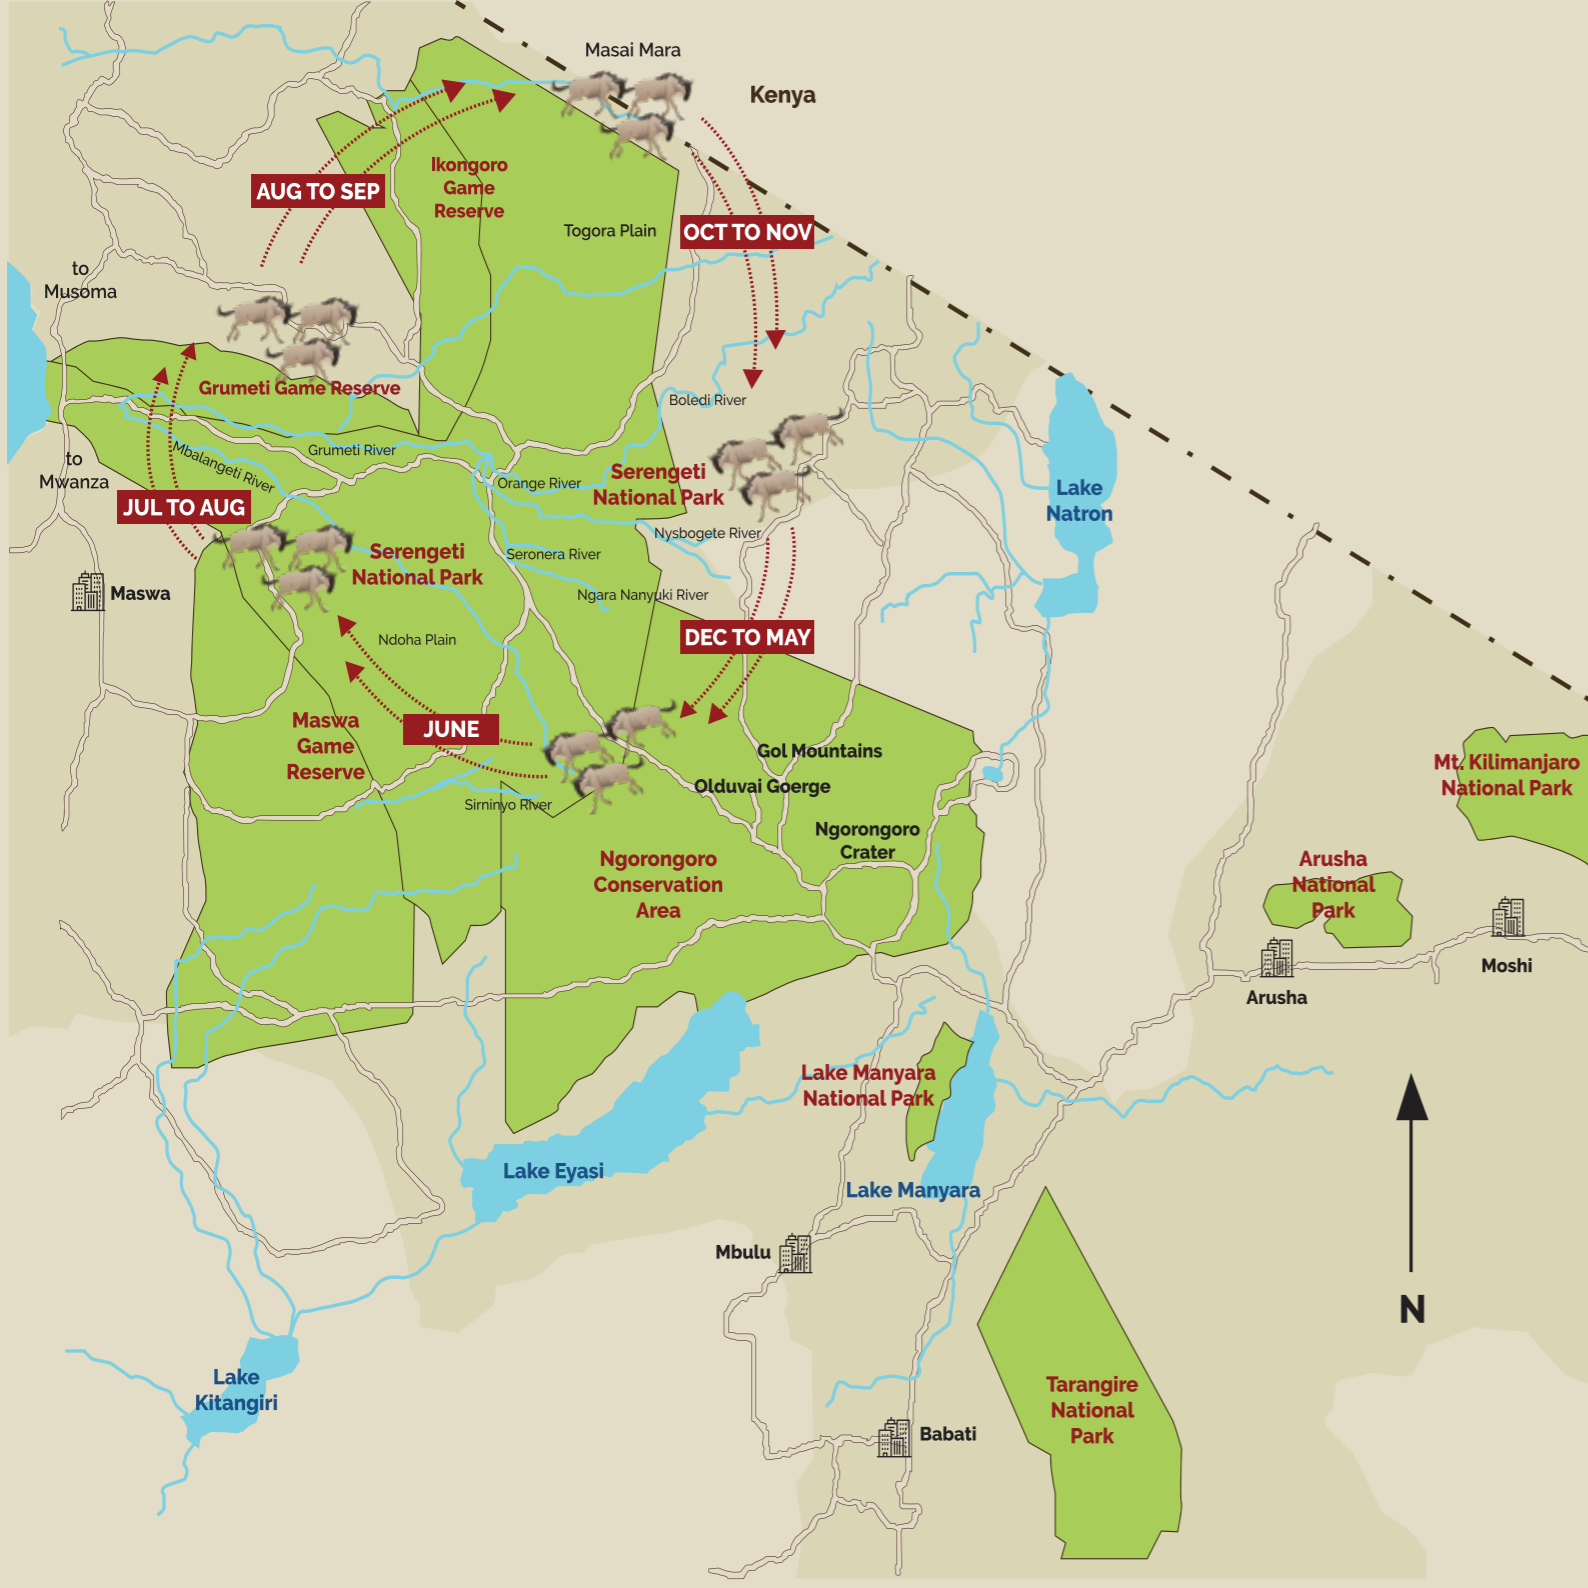 Masai Mara
Kenya
Ikongoro
Game
Reserve
AUG TO SEP
Togora Plain
OCT TO NOV
to
Musoma
Grumeti Game Reserve
Boledi River
Grumeti River
Mbalangeti River
to
Mwanza
Orange River
Serengeti
National Park
JUL TO AUG
Lake
Natron
Nysbogete River
Serengeti
National Park
Seronera River
Maswa
Ngara Nanyuki River
Ndoha Plain
DEC TO MAY
Maswa
Game
Reserve
JUNE
Gol Mountains
Olduvai Goerge
Sirninyo River
Mt. Kilimanjaro
National Park
Ngorongoro
Crater
Ngorongoro
Conservation
Area
Arusha
National
Park
Moshi
Arusha
Lake Manyara
National Park
Lake Eyasi
Lake Manyara
Mbulu
N
Lake
Kitangiri
Tarangire
National
Park
Babati